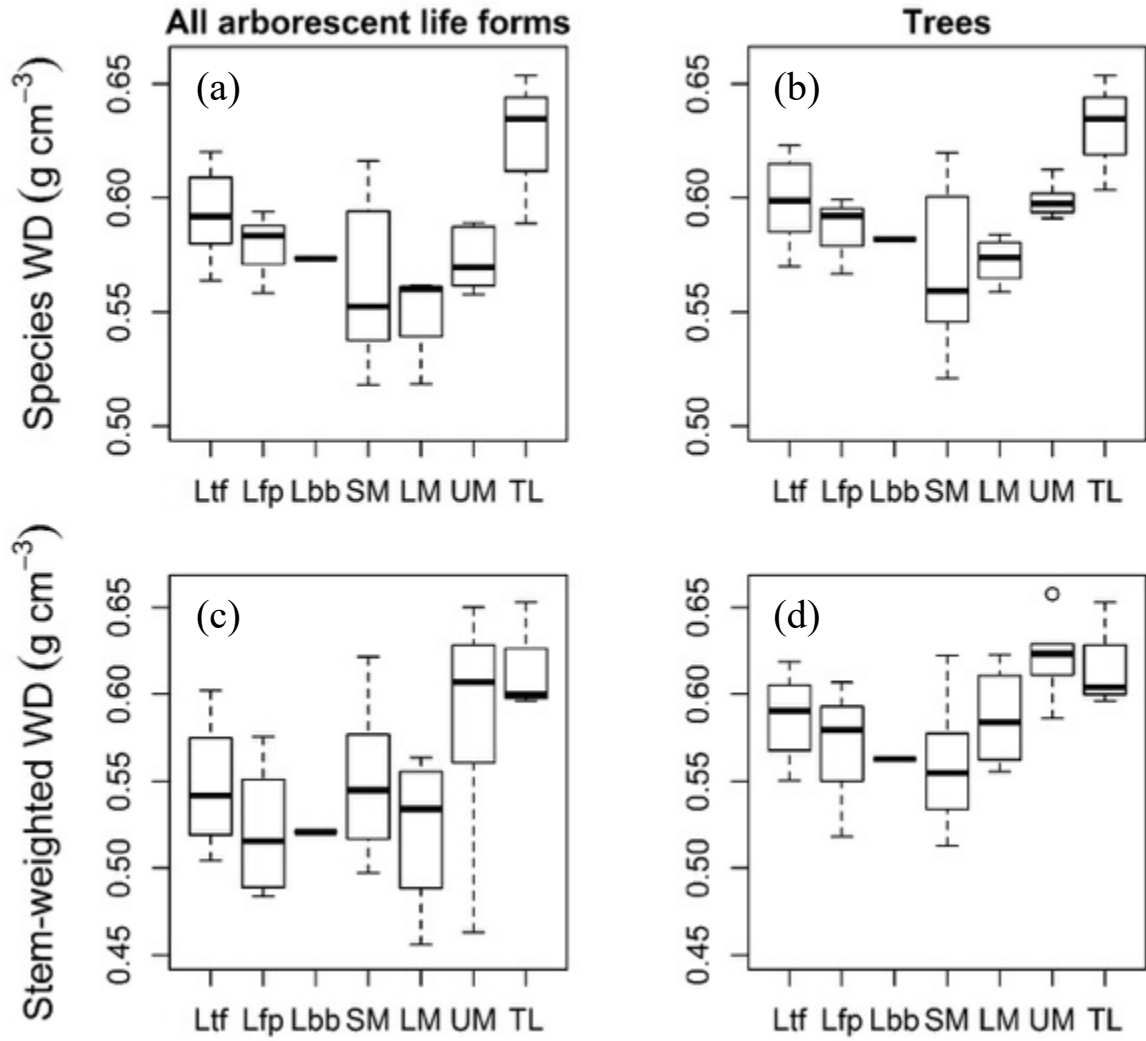 All arborescent life forms
Trees
Species WD (g cm⁻³)
(a)
0.65
0.60
0.55
0.50
Ltf Lfp Lbb SM LM UM TL
(b)
0.65
0.60
0.55
0.50
Ltf Lfp Lbb SM LM UM TL
Stem-weighted WD (g cm⁻³)
(c)
0.65
0.60
0.55
0.50
0.45
Ltf Lfp Lbb SM LM UM TL
(d)
0.65
0.60
0.55
0.50
0.45
Ltf Lfp Lbb SM LM UM TL